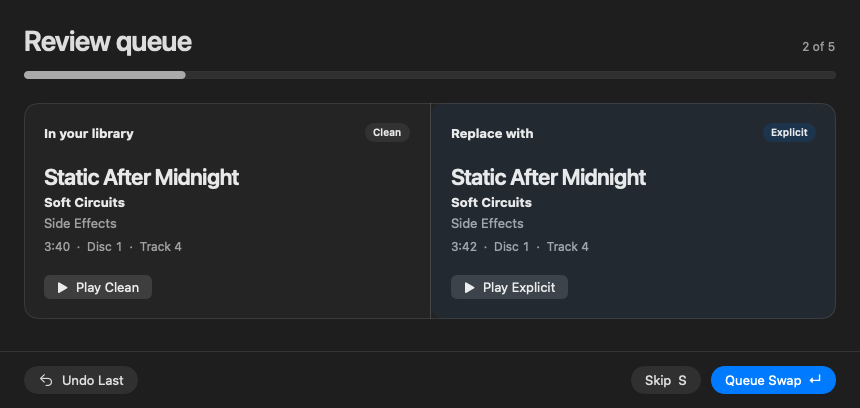 Review queue
2 of 5
In your library
Clean
Static After Midnight
Soft Circuits
Side Effects
3:40 · Disc 1 · Track 4
Play Clean
Replace with
Explicit
Static After Midnight
Soft Circuits
Side Effects
3:42 · Disc 1 · Track 4
Play Explicit
Undo Last
Skip S
Queue Swap